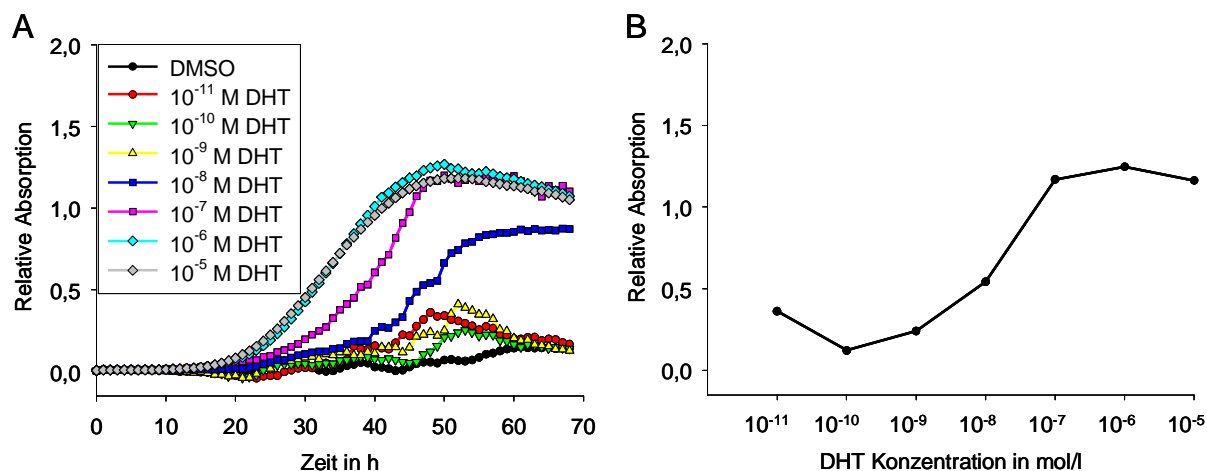 A
2,0
1,5
1,0
0,5
0,0
Relative Absorption
DMSO
10⁻¹¹ M DHT
10⁻¹⁰ M DHT
10⁻⁹ M DHT
10⁻⁸ M DHT
10⁻⁷ M DHT
10⁻⁶ M DHT
10⁻⁵ M DHT
0 10 20 30 40 50 60 70
Zeit in h
B
2,0
1,5
1,0
0,5
0,0
Relative Absorption
10⁻¹¹ 10⁻¹⁰ 10⁻⁹ 10⁻⁸ 10⁻⁷ 10⁻⁶ 10⁻⁵
DHT Konzentration in mol/l